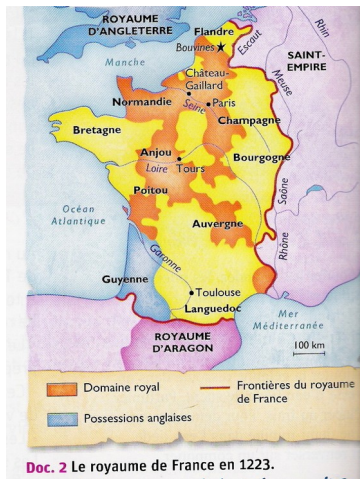 ROYAUME
D'ANGLETERRE
Flandre
Bouvines
Escaut
Rhin
SAINT-
EMPIRE
Manche
Meuse
Château-
Gaillard
Normandie
Seine
Paris
Champagne
Bretagne
Anjou
Loire
Tours
Bourgogne
Saône
Poitou
Océan
Atlantique
Auvergne
Rhône
Garonne
Guyenne
Toulouse
Languedoc
Mer
Méditerranée
ROYAUME
D'ARAGON
100 km
Domaine royal
Frontières du royaume
de France
Possessions anglaises
Doc. 2 Le royaume de France en 1223.